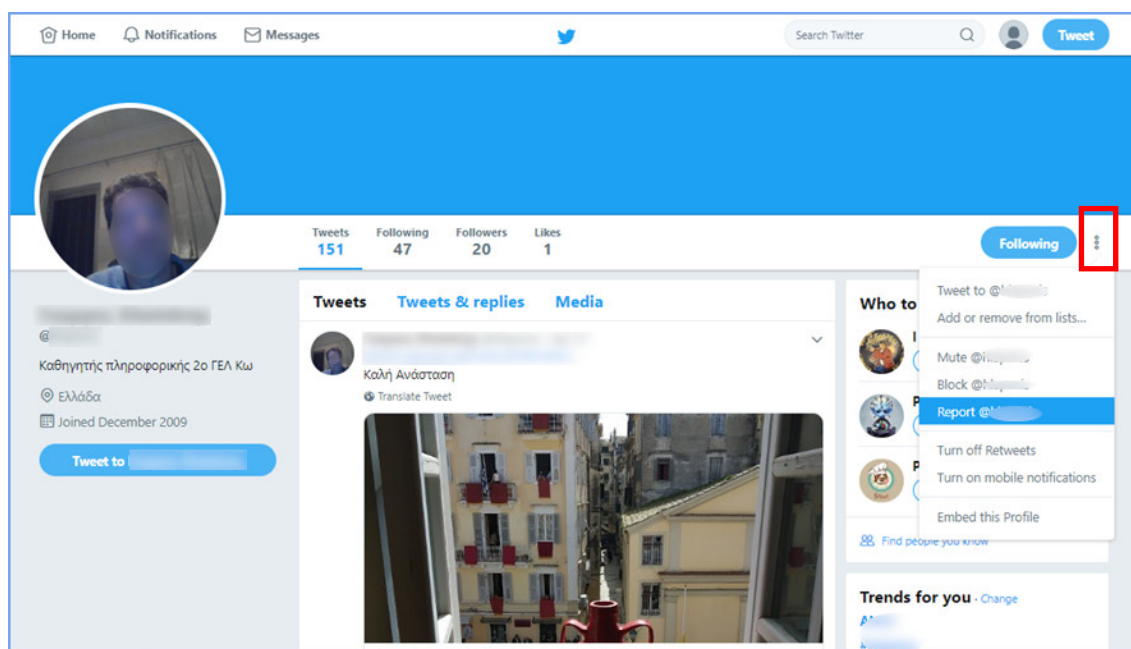 Home Notifications Messages Search Twitter Tweet
Tweets Following Followers Likes
151 47 20 1
Following
Tweet to @
Add or remove from lists...
Mute @
Block @
Report @
Turn off Retweets
Turn on mobile notifications
Embed this Profile
@
Καθηγητής πληροφορικής 2ο ΓΕΛ Κω
Ελλάδα
Joined December 2009
Tweet to
Tweets Tweets & replies Media
Καλή Ανάσταση
Translate Tweet
Who to
Find people you know
Trends for you · Change